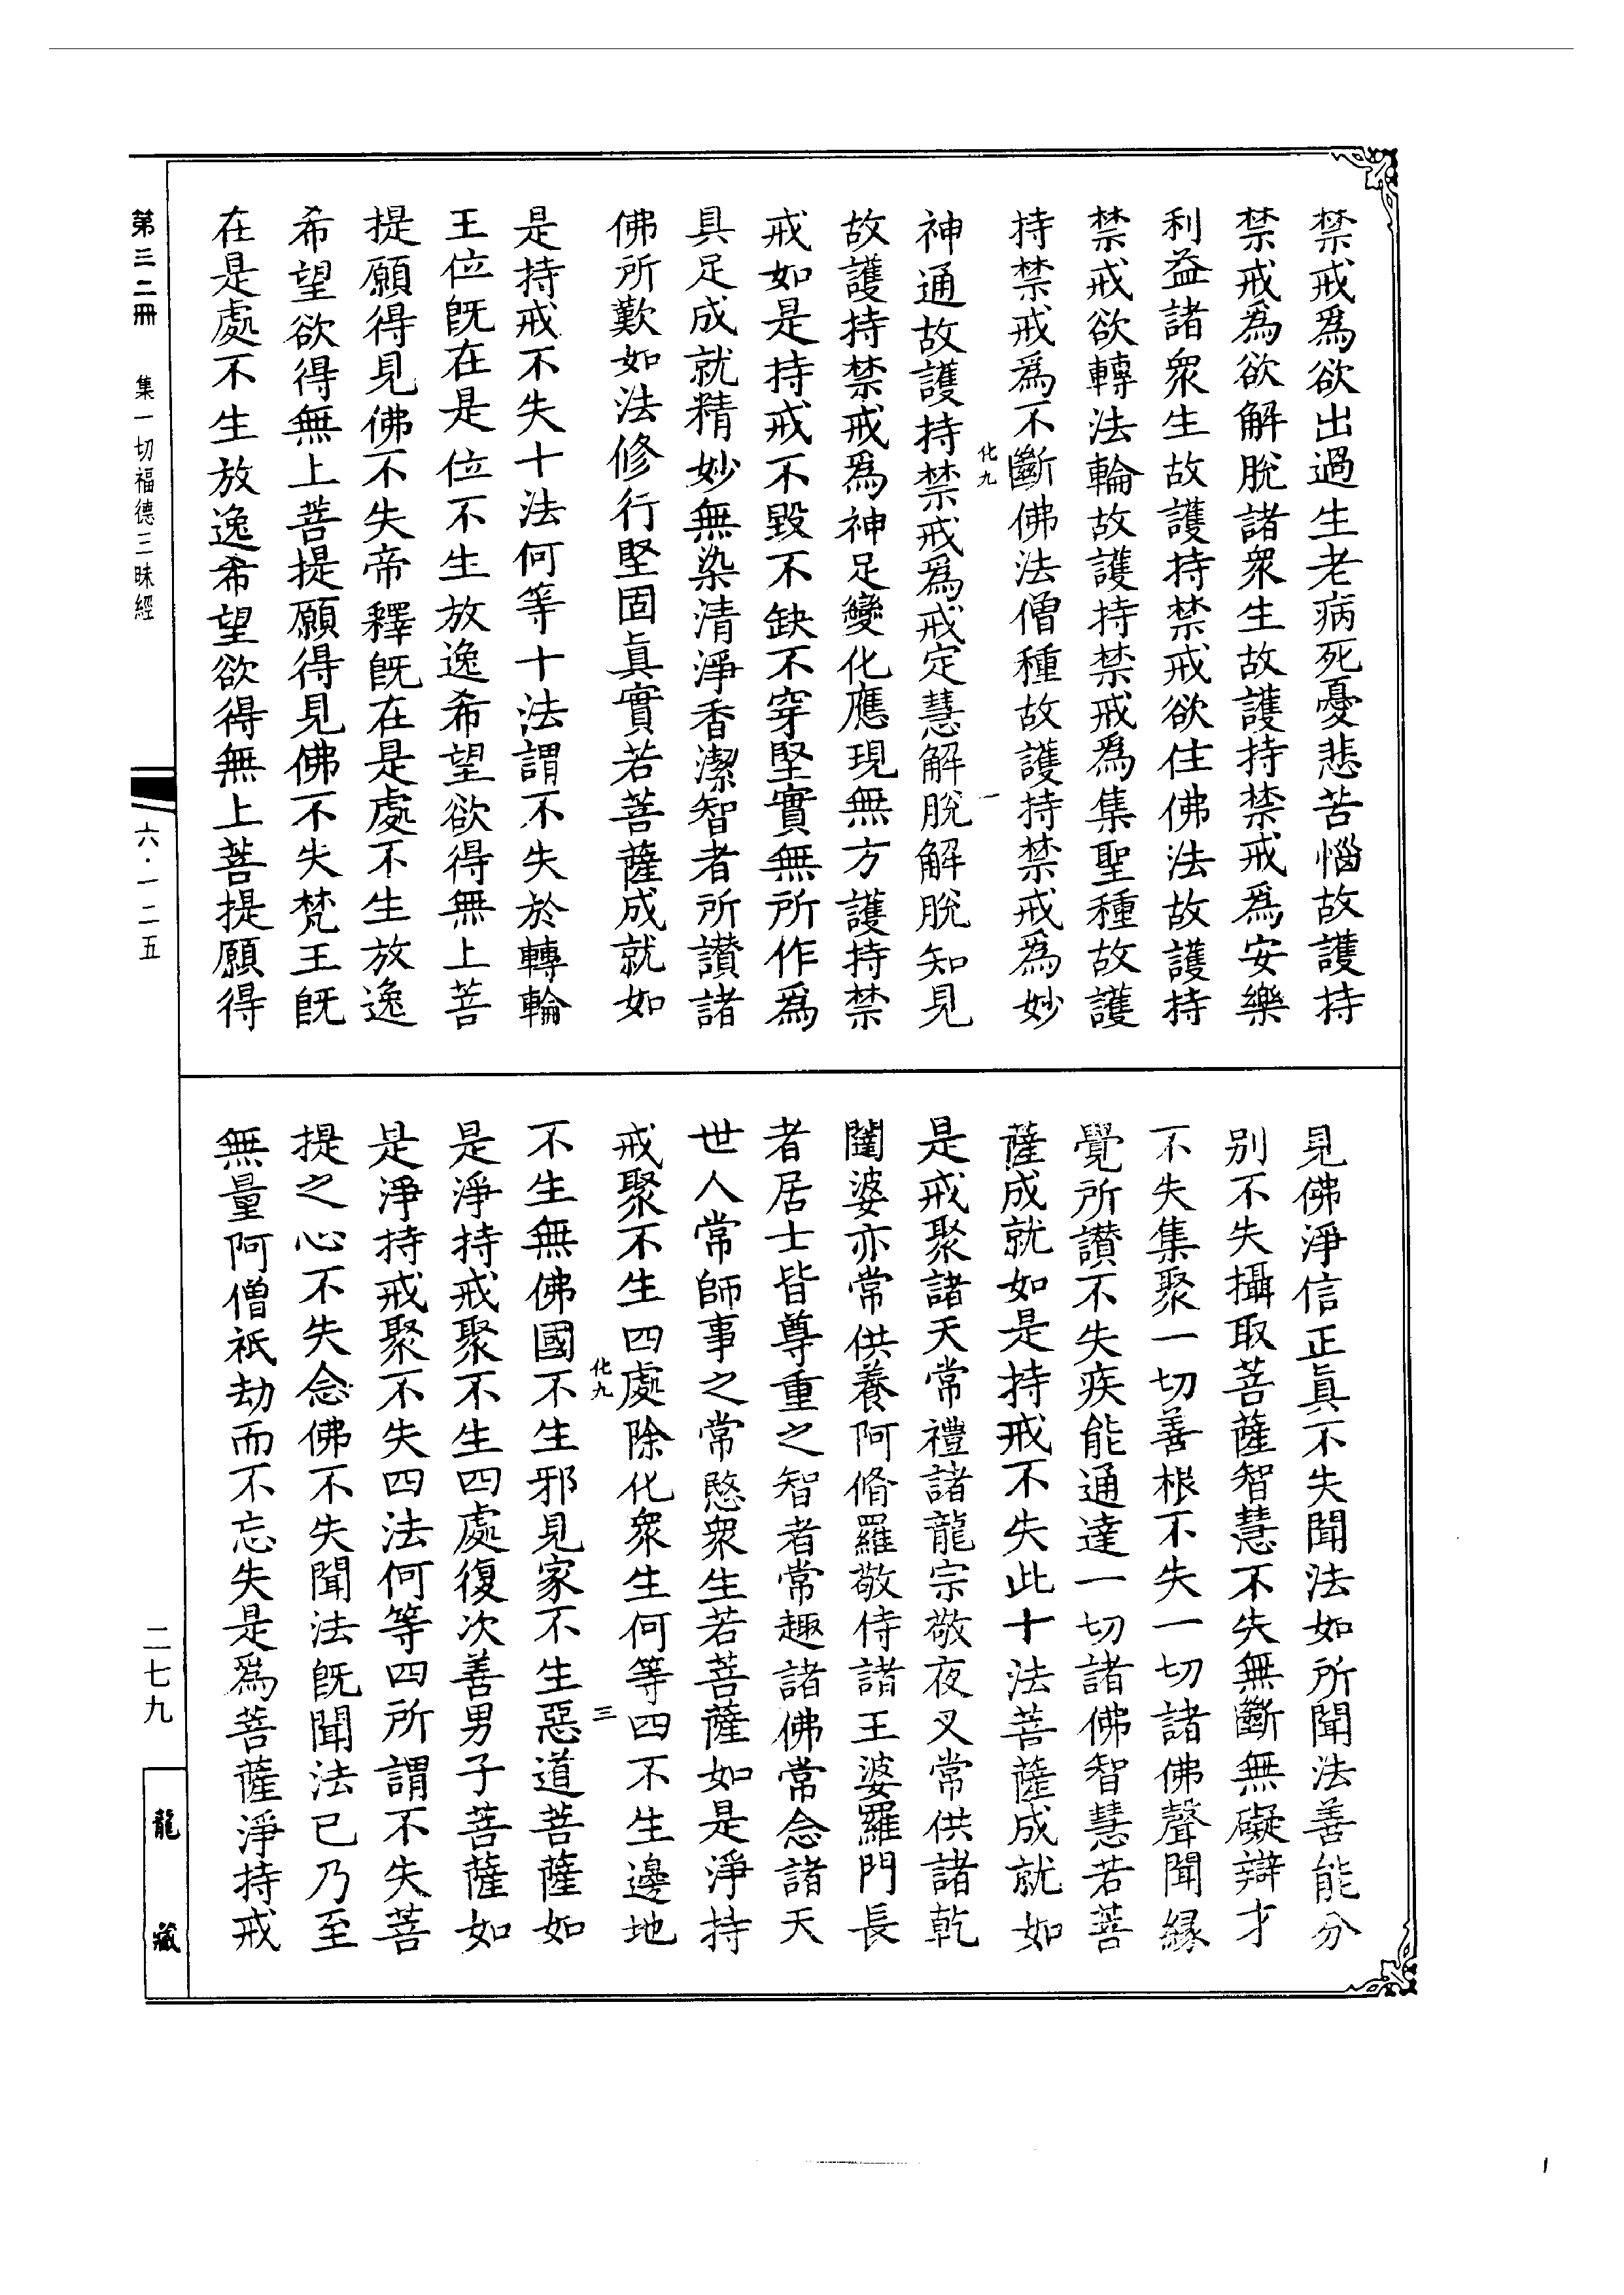 禁戒爲欲出過生老病死憂悲苦惱故護持
禁戒爲欲解脫諸衆生故護持禁戒爲安樂
利益諸衆生故護持禁戒欲住佛法故護持
禁戒欲轉法輪故護持禁戒爲集聖種故護
持禁戒爲不斷佛法僧種故護持禁戒爲妙
化九
一
神通故護持禁戒爲戒定慧解脫解脫知見
故護持禁戒爲神足變化應現無方護持禁
戒如是持戒不毀不缺不穿堅實無所作爲
具足成就精妙無染清淨香潔智者所讚諸
佛所歎如法修行堅固眞實若菩薩成就如
是持戒不失十法何等十法謂不失於轉輪
王位旣在是位不生放逸希望欲得無上菩
提願得見佛不失帝釋旣在是處不生放逸
希望欲得無上菩提願得見佛不失梵王旣
在是處不生放逸希望欲得無上菩提願得
見佛淨信正眞不失聞法如所聞法善能分
別不失攝取菩薩智慧不失無斷無礙辯才
不失集聚一切善根不失一切諸佛聲聞緣
覺所讚不失疾能通達一切諸佛智慧若菩
薩成就如是持戒不失此十法菩薩成就如
是戒聚諸天常禮諸龍宗敬夜叉常供諸乾
闥婆亦常供養阿脩羅敬侍諸王婆羅門長
者居士皆尊重之智者常趣諸佛常念諸天
世人常師事之常愍衆生若菩薩如是淨持
戒聚不生四處除化衆生何等四不生邊地
化九
三
不生無佛國不生邪見家不生惡道菩薩如
是淨持戒聚不生四處復次善男子菩薩如
是淨持戒聚不失四法何等四所謂不失菩
提之心不失念佛不失聞法旣聞法已乃至
無量阿僧祇劫而不忘失是爲菩薩淨持戒
第三二冊 集一切福德三昧經
六·一二五
二七九
龍藏
1